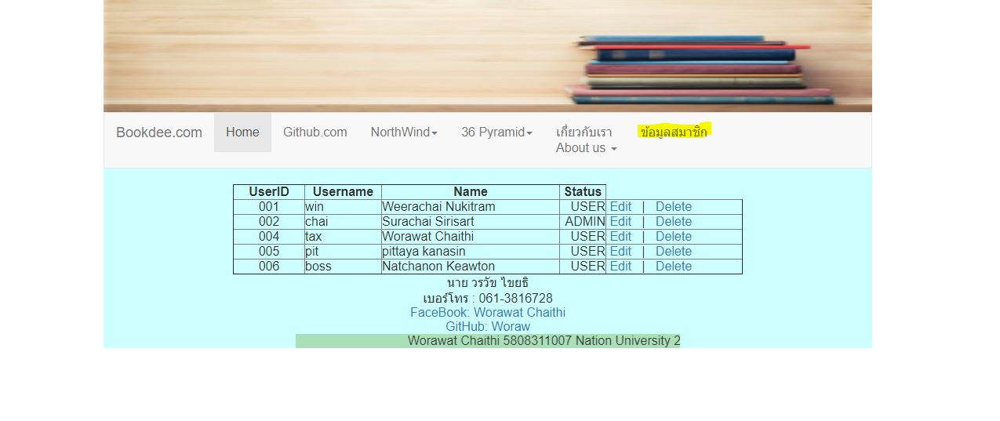 Bookdee.com Home Github.com NorthWind 36 Pyramid เกี่ยวกับเรา ข้อมูลสมาชิก
About us
UserID Username Name Status
001 win Weerachai Nukitram USER Edit | Delete
002 chai Surachai Sirisart ADMIN Edit | Delete
004 tax Worawat Chaithi USER Edit | Delete
005 pit pittaya kanasin USER Edit | Delete
006 boss Natchanon Keawton USER Edit | Delete
นาย วรวัฃ ไขยธิ
เบอร์โทร : 061-3816728
FaceBook: Worawat Chaithi
GitHub: Woraw
Worawat Chaithi 5808311007 Nation University 2